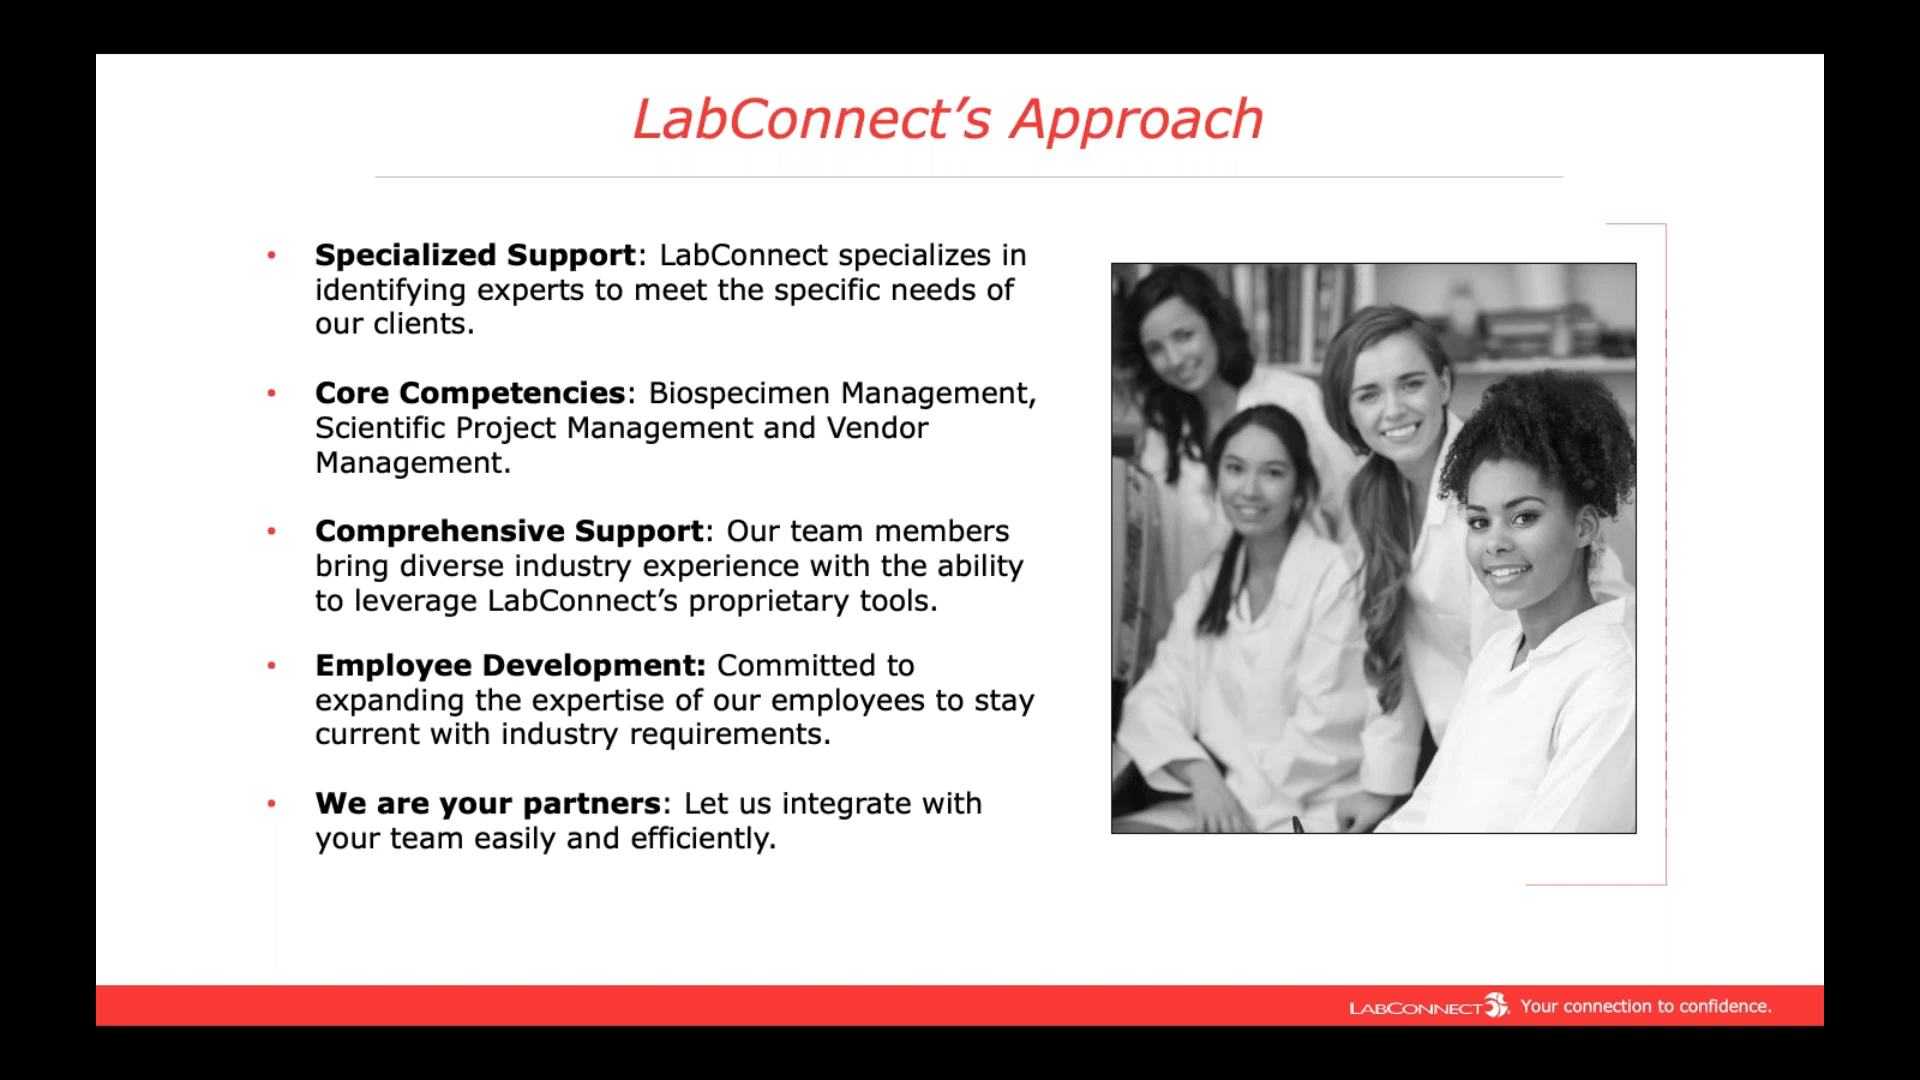 LabConnect’s Approach
• Specialized Support: LabConnect specializes in
identifying experts to meet the specific needs of
our clients.
• Core Competencies: Biospecimen Management,
Scientific Project Management and Vendor
Management.
• Comprehensive Support: Our team members
bring diverse industry experience with the ability
to leverage LabConnect’s proprietary tools.
• Employee Development: Committed to
expanding the expertise of our employees to stay
current with industry requirements.
• We are your partners: Let us integrate with
your team easily and efficiently.
LABCONNECT Your connection to confidence.